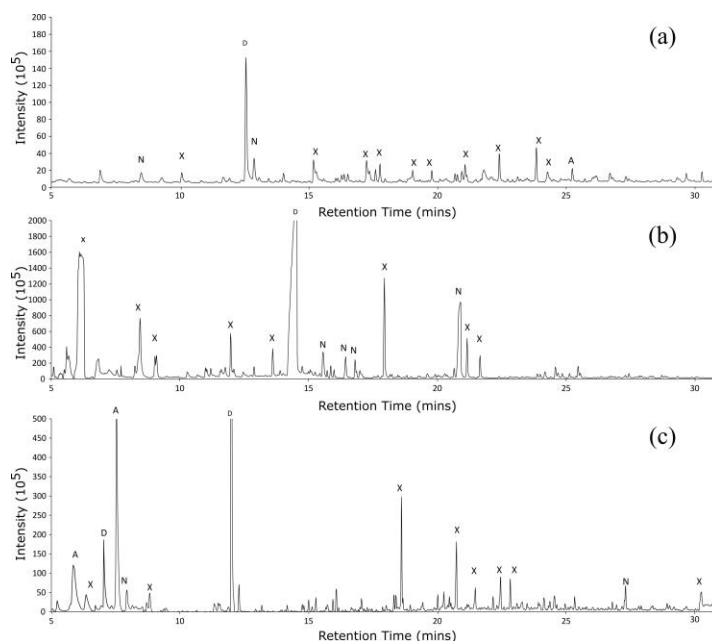 (a)
Intensity (10⁵)
200
180
160
140
120
100
80
60
40
20
0
N X D N X X X X X X X X X A
5 10 15 20 25 30
Retention Time (mins)
(b)
Intensity (10⁵)
2000
1800
1600
1400
1200
1000
800
600
400
200
0
X X X X X D N N N X N X X
5 10 15 20 25 30
Retention Time (mins)
(c)
Intensity (10⁵)
500
450
400
350
300
250
200
150
100
50
0
A X D A N X D X X X X X N X
5 10 15 20 25 30
Retention Time (mins)